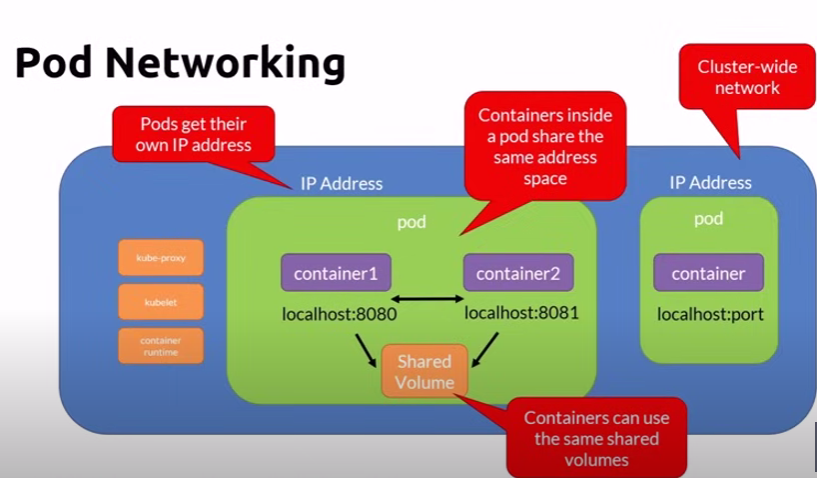 Pod Networking
Cluster-wide
network
Pods get their
own IP address
Containers inside
a pod share the
same address
space
IP Address
IP Address
pod
pod
kube-proxy
kubelet
container
runtime
container1
container2
container
localhost:8080
localhost:8081
localhost:port
Shared
Volume
Containers can use
the same shared
volumes